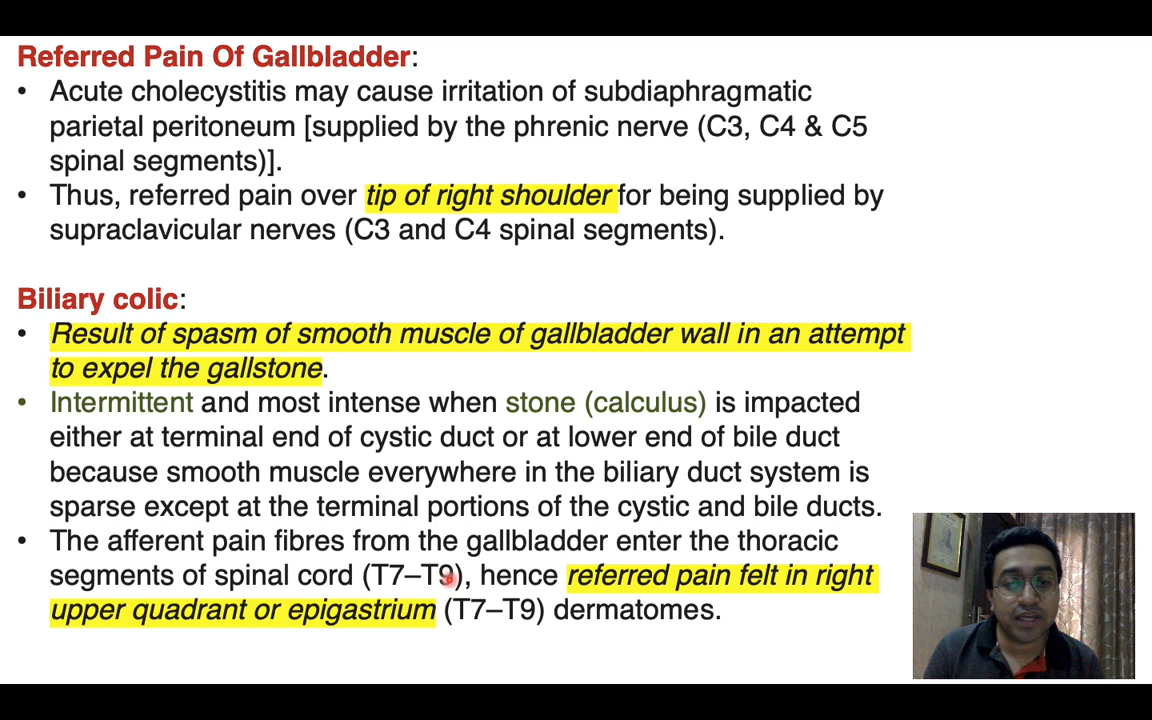 Referred Pain Of Gallbladder:
• Acute cholecystitis may cause irritation of subdiaphragmatic
parietal peritoneum [supplied by the phrenic nerve (C3, C4 & C5
spinal segments)].
• Thus, referred pain over tip of right shoulder for being supplied by
supraclavicular nerves (C3 and C4 spinal segments).
Biliary colic:
• Result of spasm of smooth muscle of gallbladder wall in an attempt
to expel the gallstone.
• Intermittent and most intense when stone (calculus) is impacted
either at terminal end of cystic duct or at lower end of bile duct
because smooth muscle everywhere in the biliary duct system is
sparse except at the terminal portions of the cystic and bile ducts.
• The afferent pain fibres from the gallbladder enter the thoracic
segments of spinal cord (T7–T9), hence referred pain felt in right
upper quadrant or epigastrium (T7–T9) dermatomes.